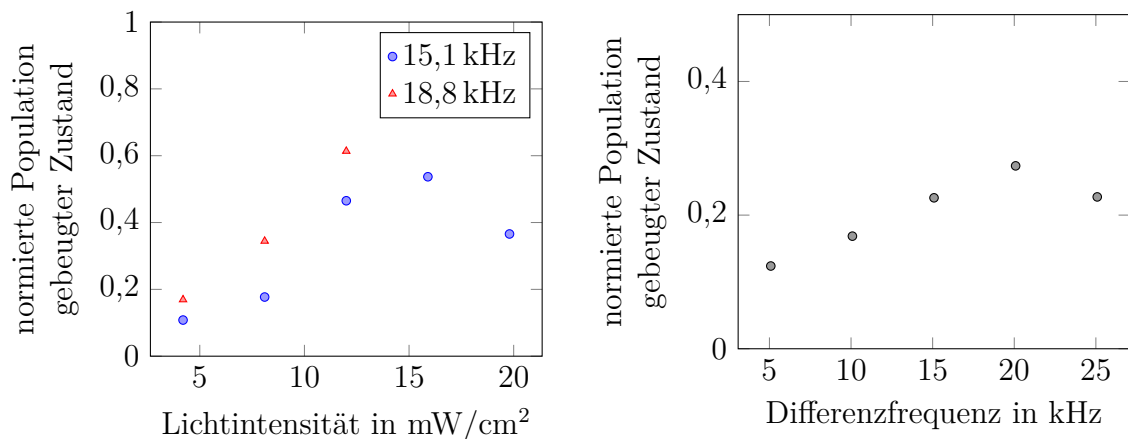 normierte Population
gebeugter Zustand
1
0,8
0,6
0,4
0,2
0
15,1 kHz
18,8 kHz
5
10
15
20
Lichtintensität in mW/cm²
normierte Population
gebeugter Zustand
0,4
0,2
0
5
10
15
20
25
Differenzfrequenz in kHz